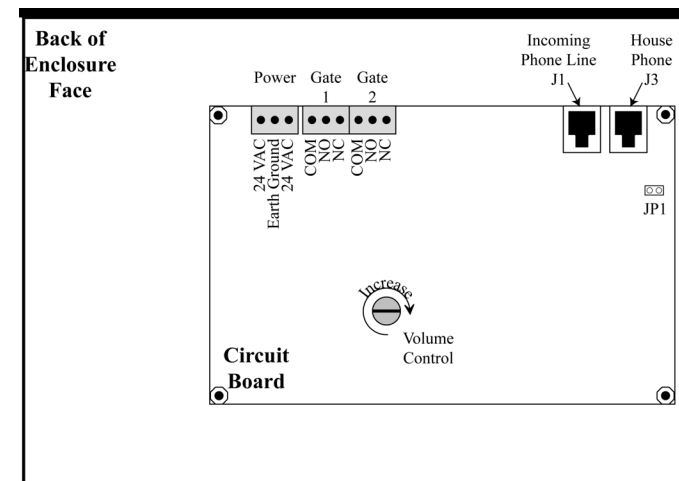 Back of
Enclosure
Face
Incoming
Phone Line
J1
House
Phone
J3
Power
Gate
1
Gate
2
24 VAC
Earth Ground
24 VAC
COM
NO
NC
COM
NO
NC
JP1
Increase
Volume
Control
Circuit
Board